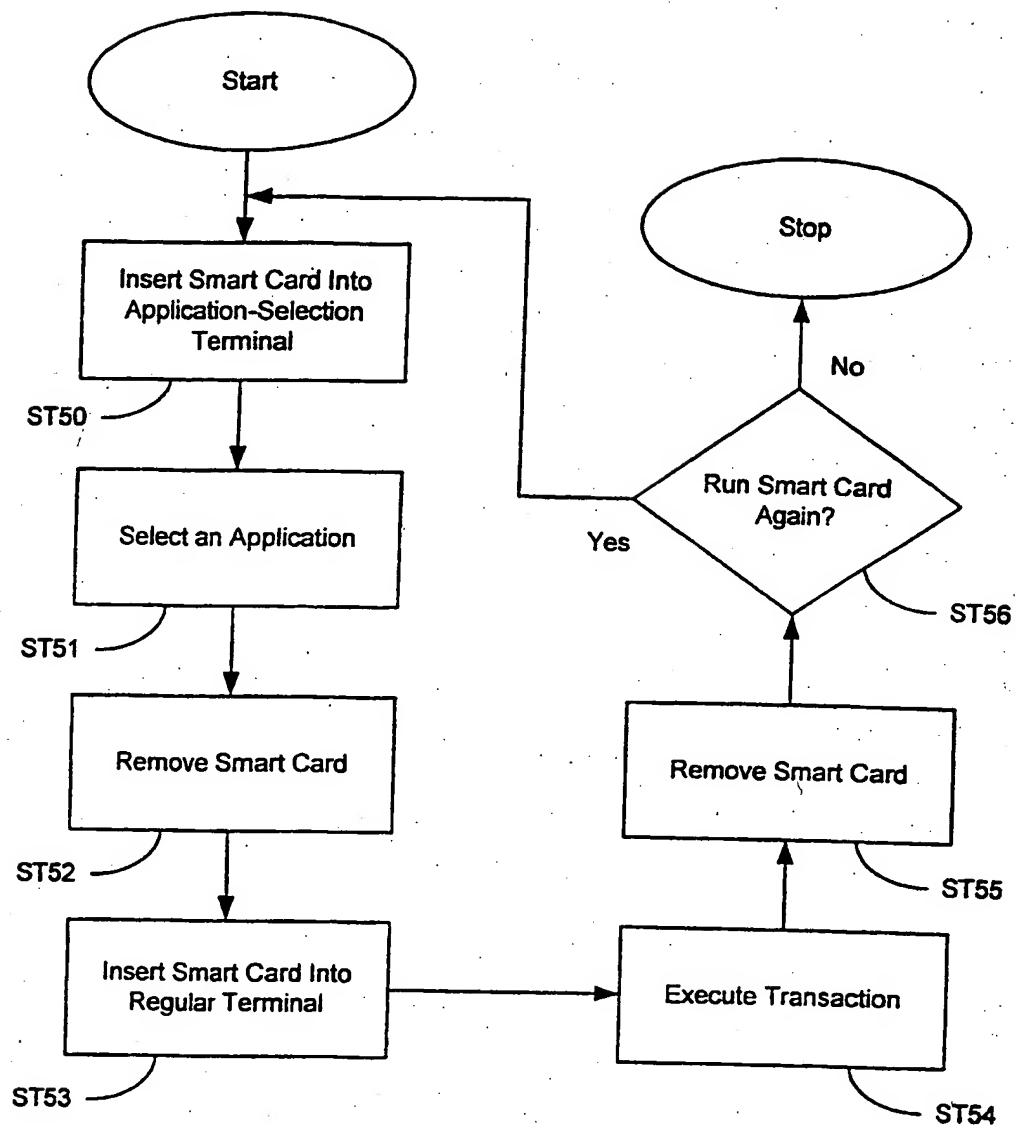 Start
Insert Smart Card Into
Application-Selection
Terminal
ST50
Select an Application
ST51
Remove Smart Card
ST52
Insert Smart Card Into
Regular Terminal
ST53
Execute Transaction
ST54
Remove Smart Card
ST55
Run Smart Card
Again?
ST56
Yes
No
Stop